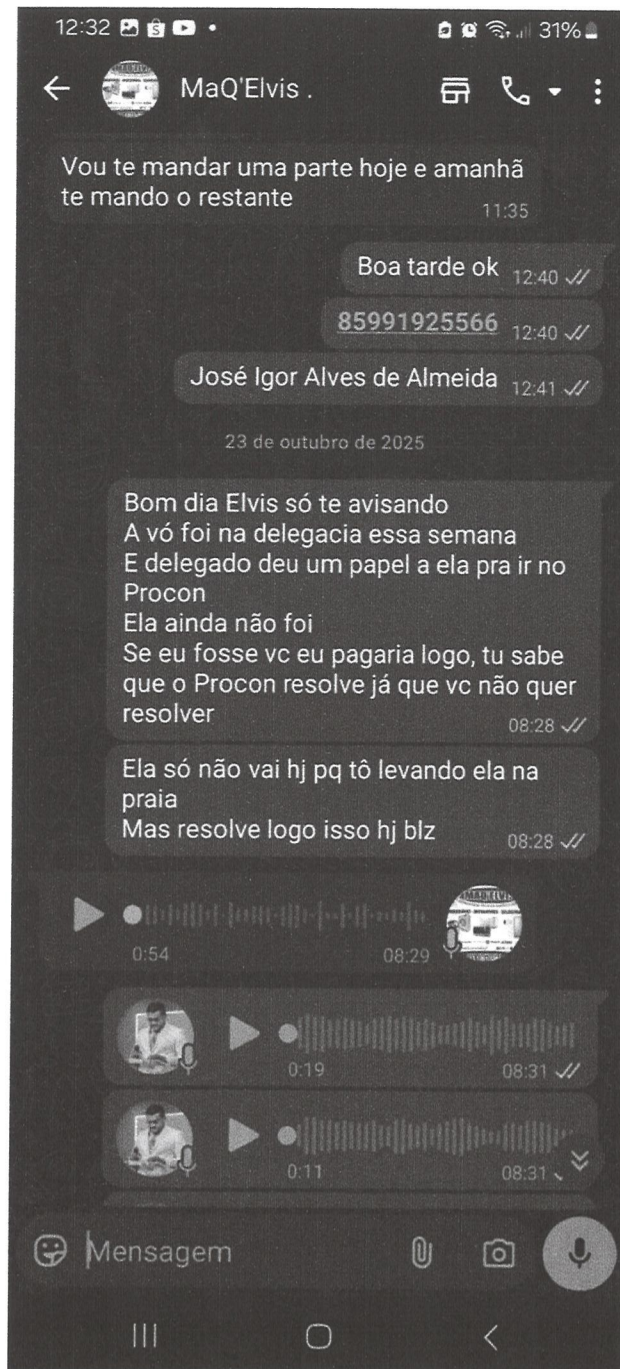 12:32
31%
MaQ'Elvis .
Vou te mandar uma parte hoje e amanhã
te mando o restante
11:35
Boa tarde ok 12:40
85991925566 12:40
José Igor Alves de Almeida 12:41
23 de outubro de 2025
Bom dia Elvis só te avisando
A vó foi na delegacia essa semana
E delegado deu um papel a ela pra ir no
Procon
Ela ainda não foi
Se eu fosse vc eu pagaria logo, tu sabe
que o Procon resolve já que vc não quer
resolver
08:28
Ela só não vai hj pq tô levando ela na
praia
Mas resolve logo isso hj blz
08:28
0:54 08:29
0:19 08:31
0:11 08:31
Mensagem